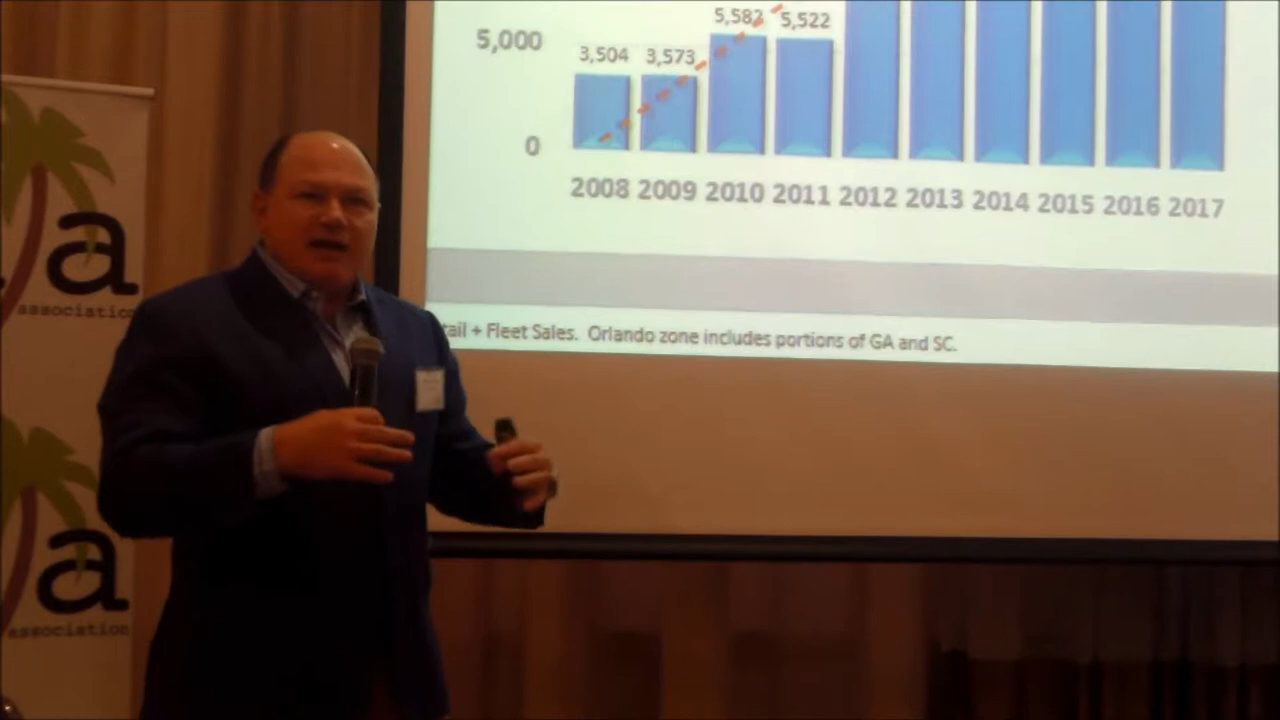 5,582 5,522
5,000
3,504 3,573
0
2008 2009 2010 2011 2012 2013 2014 2015 2016 2017
tail + Fleet Sales. Orlando zone includes portions of GA and SC.
a
association
a
association